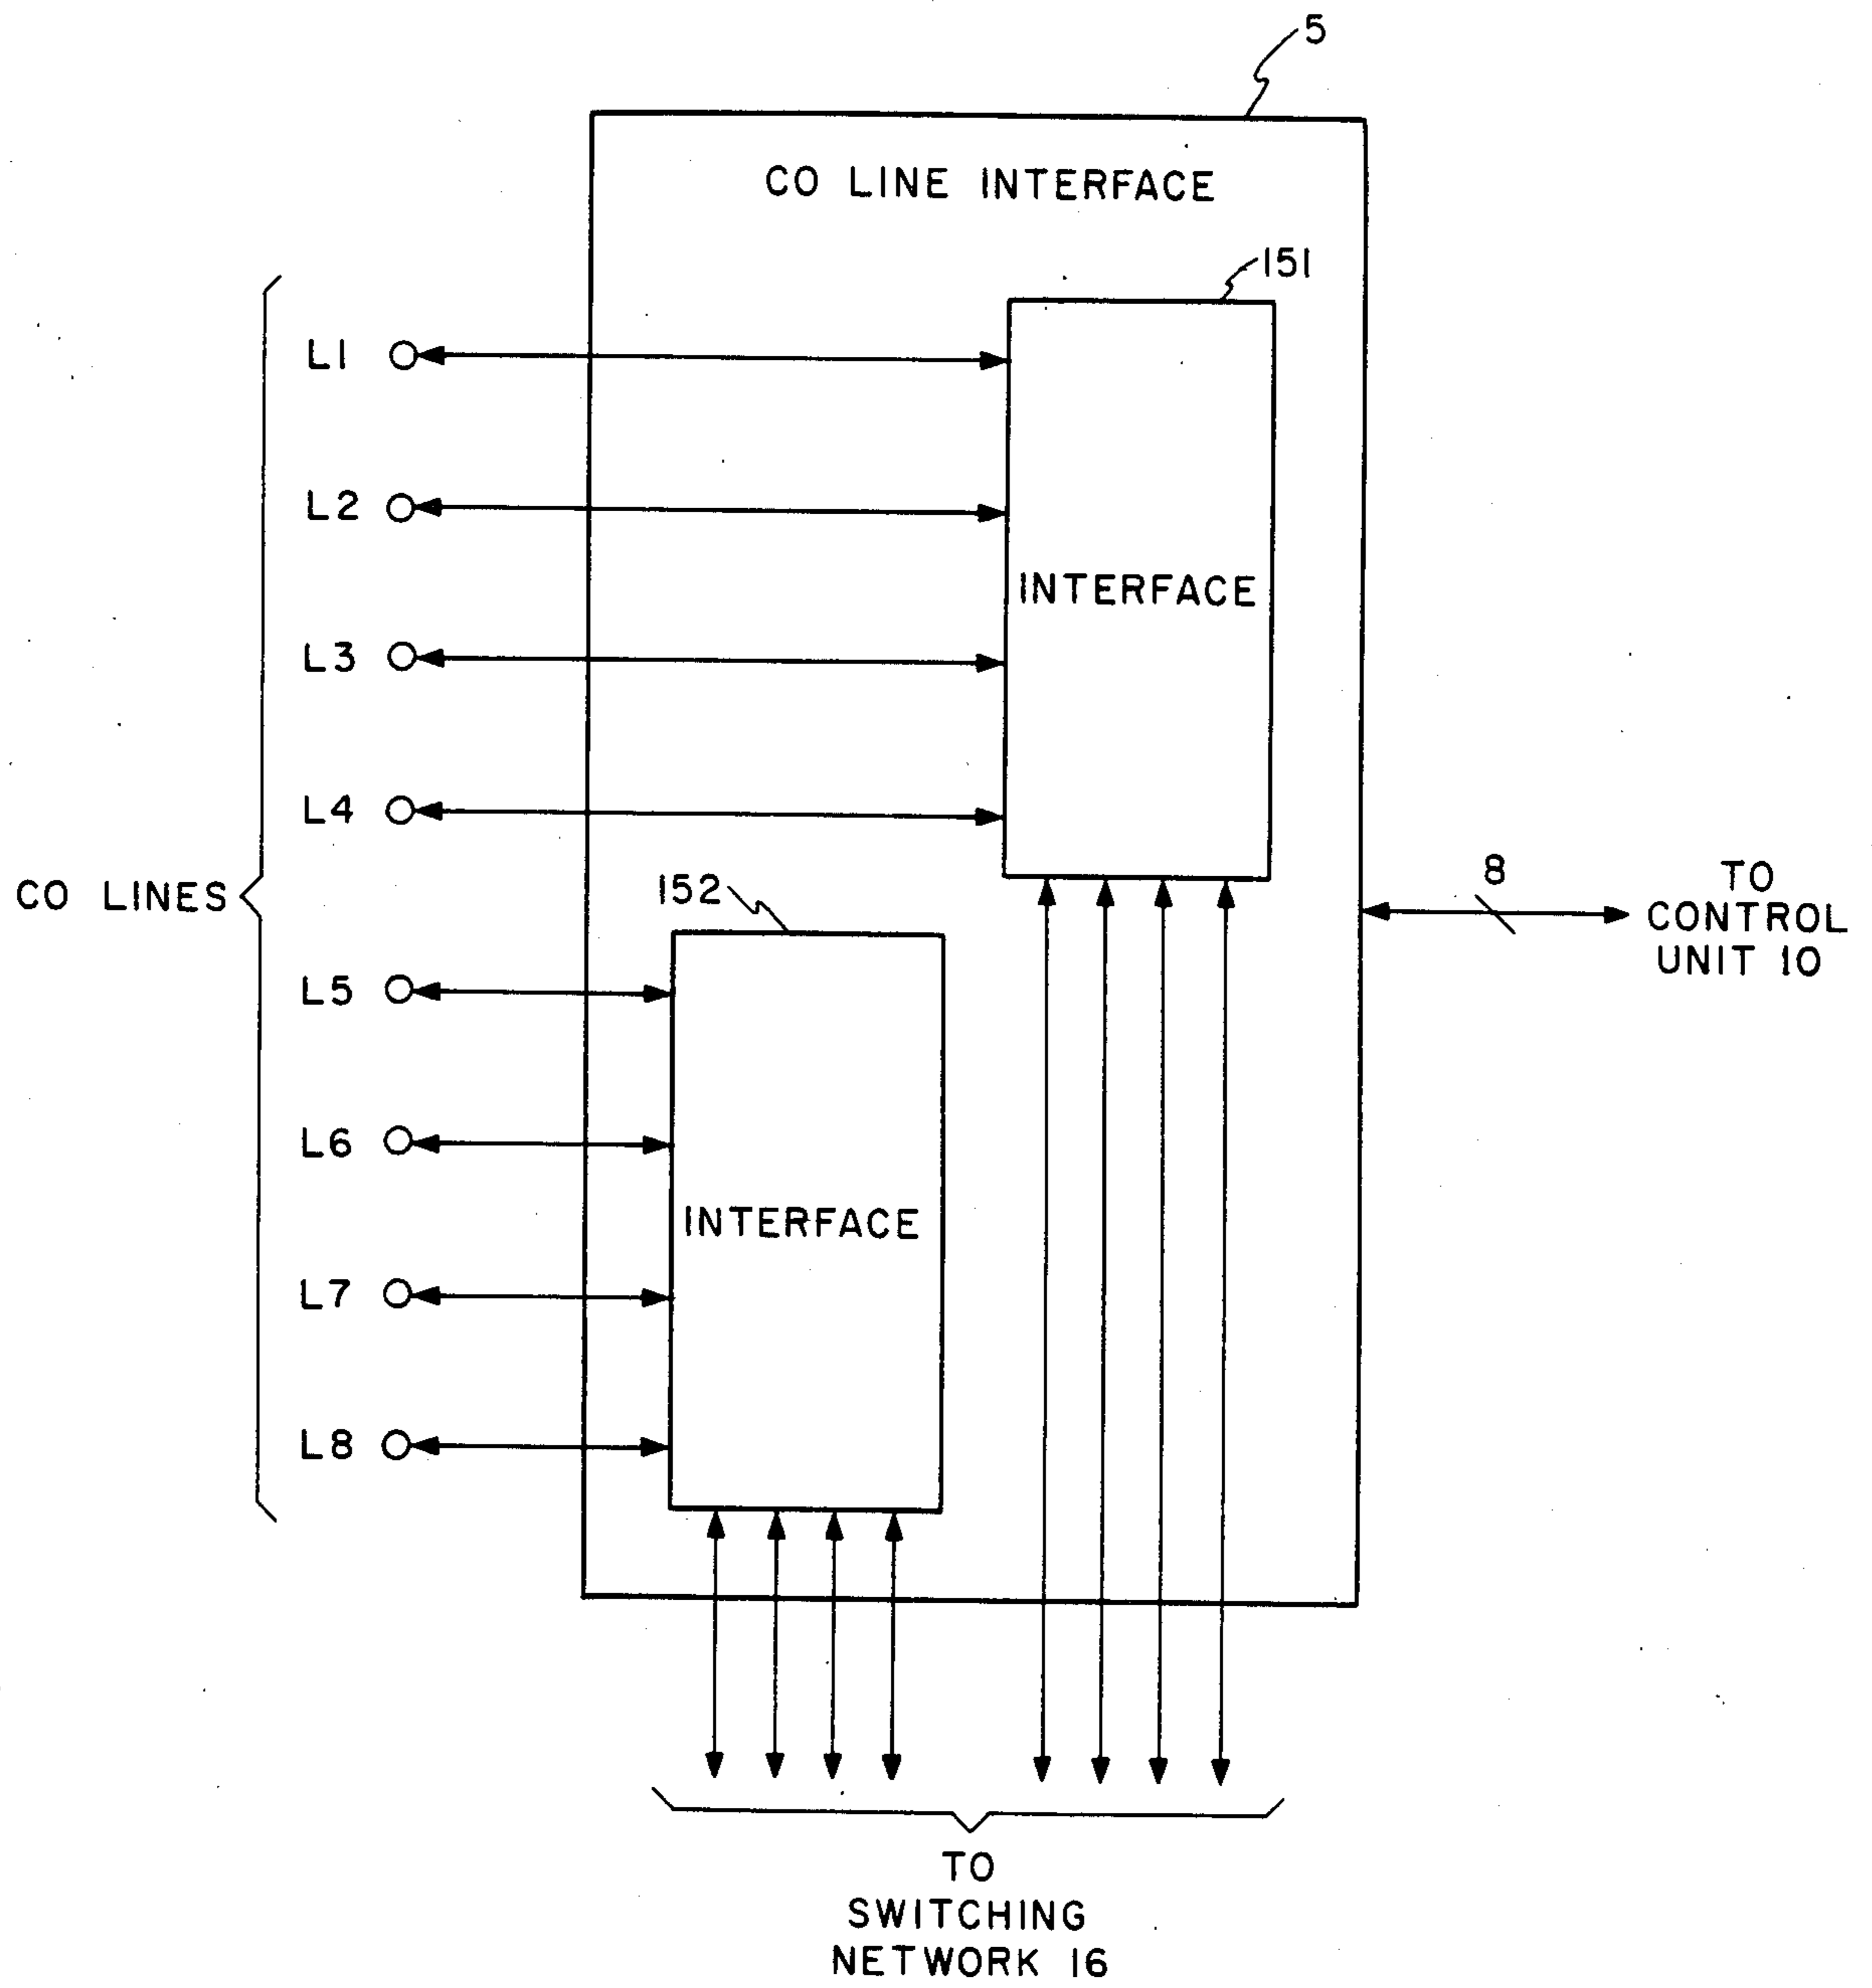 5
CO LINE INTERFACE
151
L1
L2
INTERFACE
L3
L4
CO LINES
152
8
TO
CONTROL
UNIT 10
L5
L6
INTERFACE
L7
L8
TO
SWITCHING
NETWORK 16